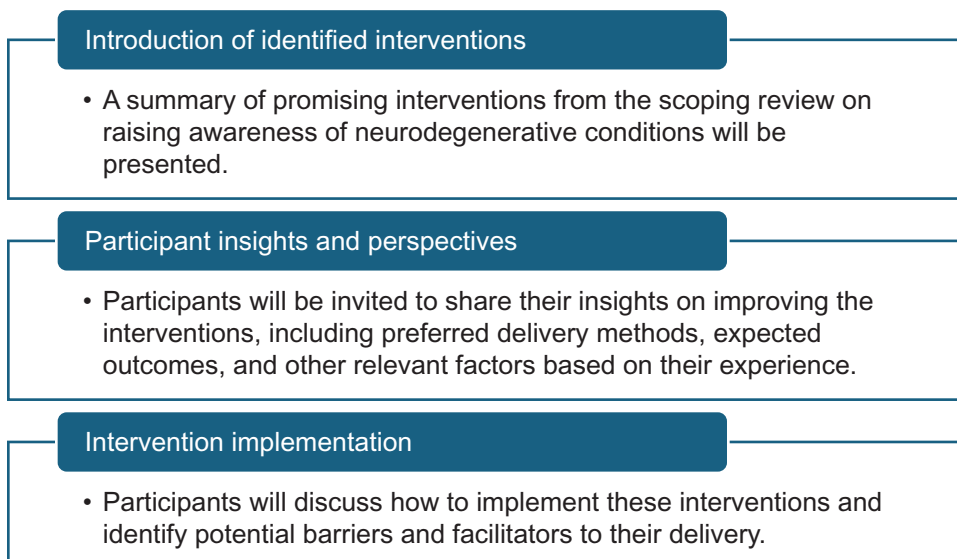 Introduction of identified interventions
• A summary of promising interventions from the scoping review on
raising awareness of neurodegenerative conditions will be
presented.
Participant insights and perspectives
• Participants will be invited to share their insights on improving the
interventions, including preferred delivery methods, expected
outcomes, and other relevant factors based on their experience.
Intervention implementation
• Participants will discuss how to implement these interventions and
identify potential barriers and facilitators to their delivery.